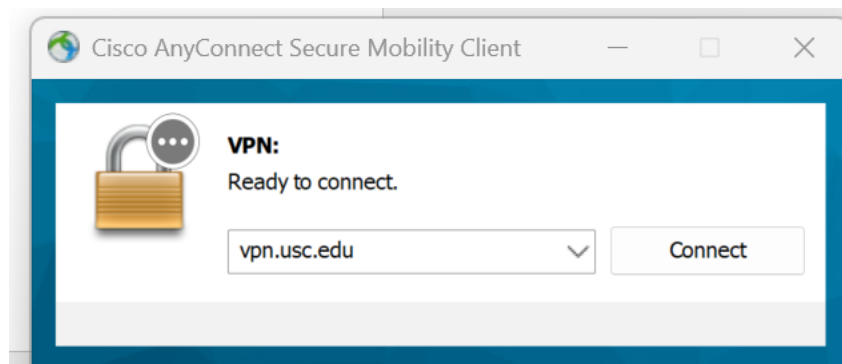 Cisco AnyConnect Secure Mobility Client
VPN:
Ready to connect.
vpn.usc.edu
Connect